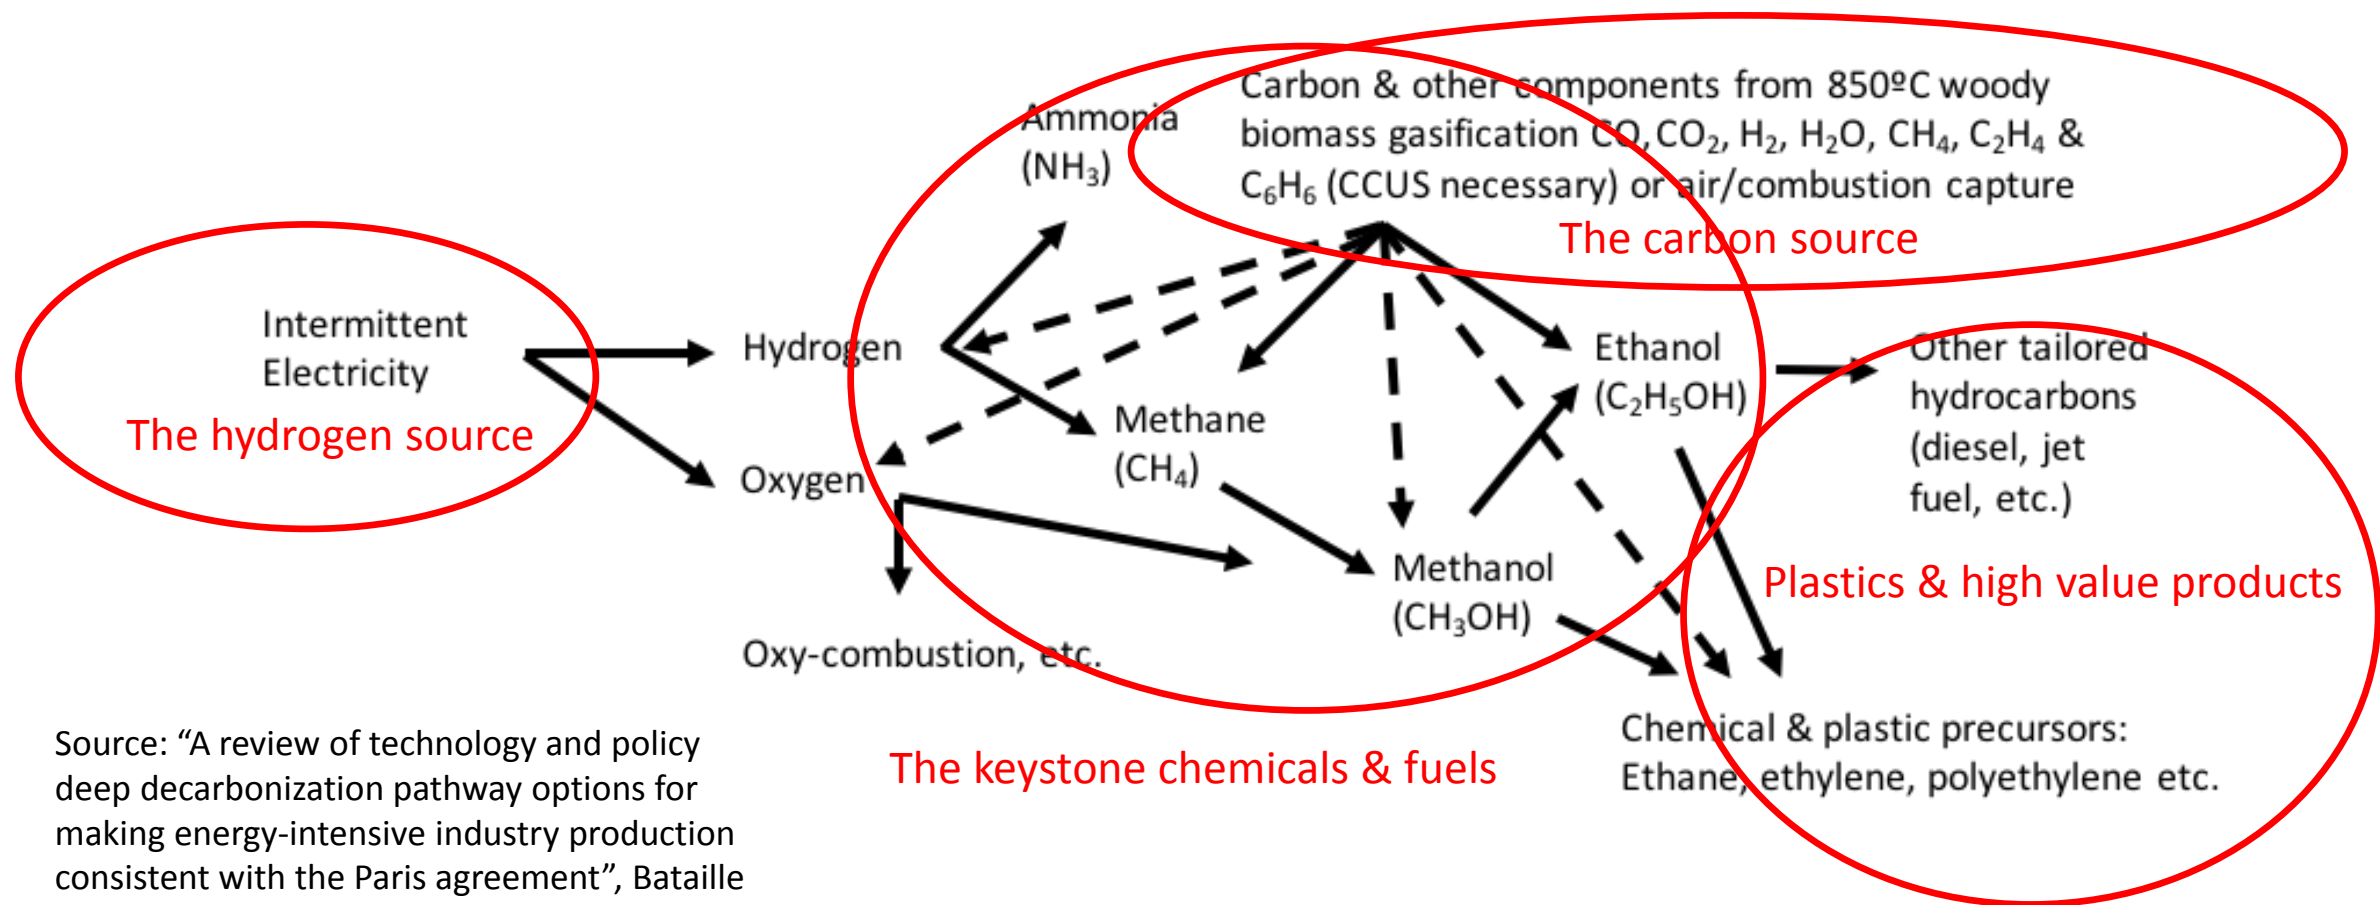 Carbon & other components from 850ºC woody
biomass gasification CO, CO₂, H₂, H₂O, CH₄, C₂H₄ &
C₆H₆ (CCUS necessary) or air/combustion capture
The carbon source
Ammonia
(NH₃)
Intermittent
Electricity
The hydrogen source
Hydrogen
Oxygen
Oxy-combustion, etc.
Methane
(CH₄)
Methanol
(CH₃OH)
Ethanol
(C₂H₅OH)
Other tailored
hydrocarbons
(diesel, jet
fuel, etc.)
Plastics & high value products
Chemical & plastic precursors:
Ethane, ethylene, polyethylene etc.
The keystone chemicals & fuels
Source: “A review of technology and policy
deep decarbonization pathway options for
making energy-intensive industry production
consistent with the Paris agreement”, Bataille